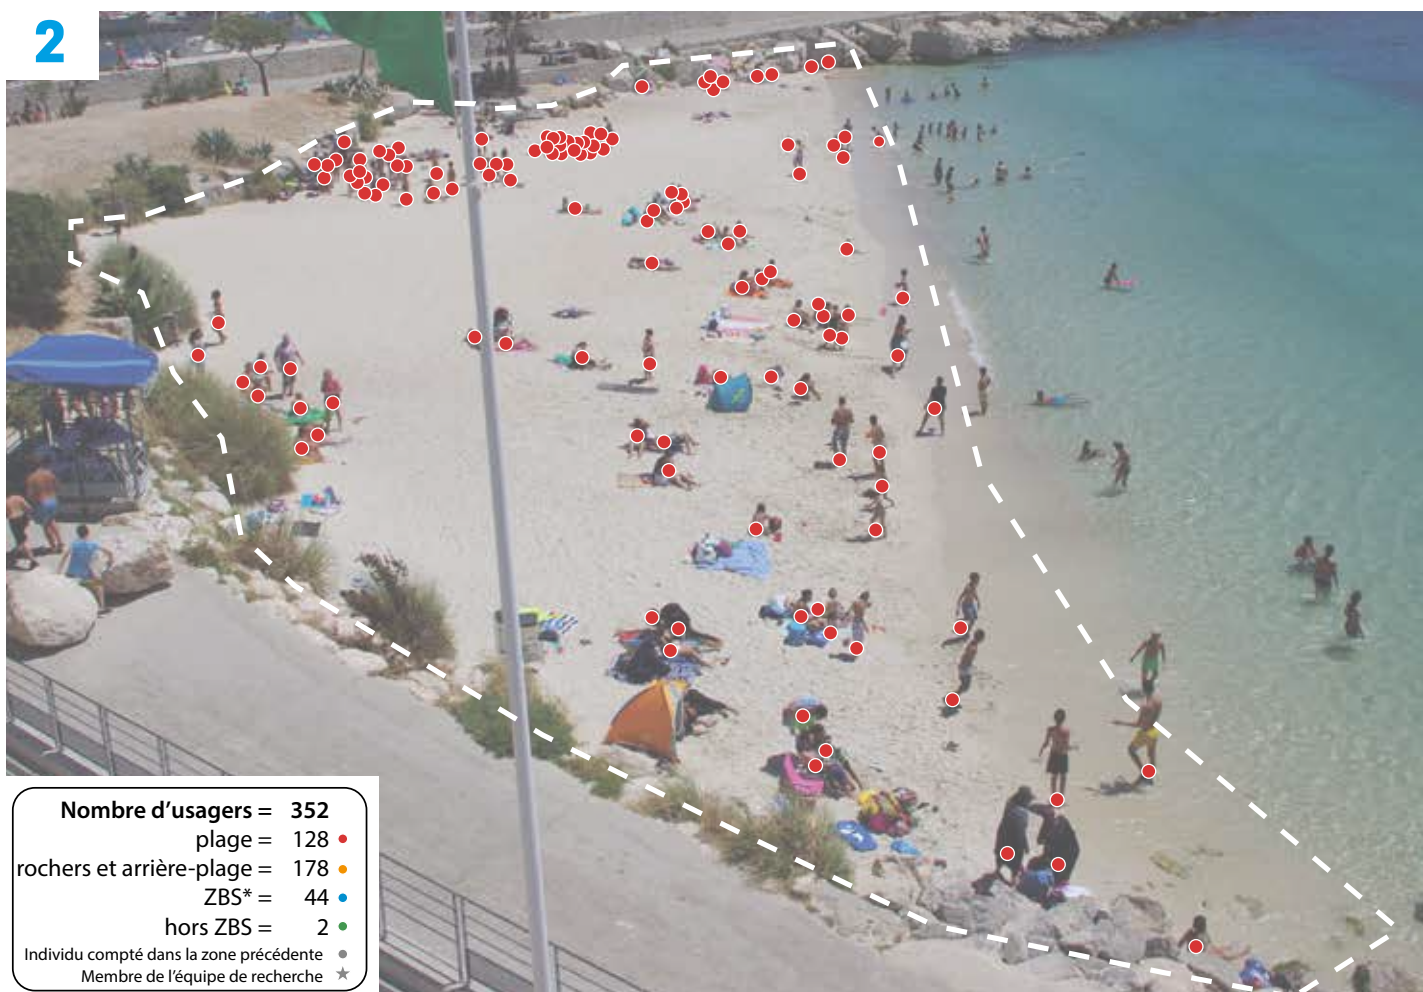 2
Nombre d'usagers = 352
plage = 128
rochers et arrière-plage = 178
ZBS* = 44
hors ZBS = 2
Individu compté dans la zone précédente
Membre de l'équipe de recherche